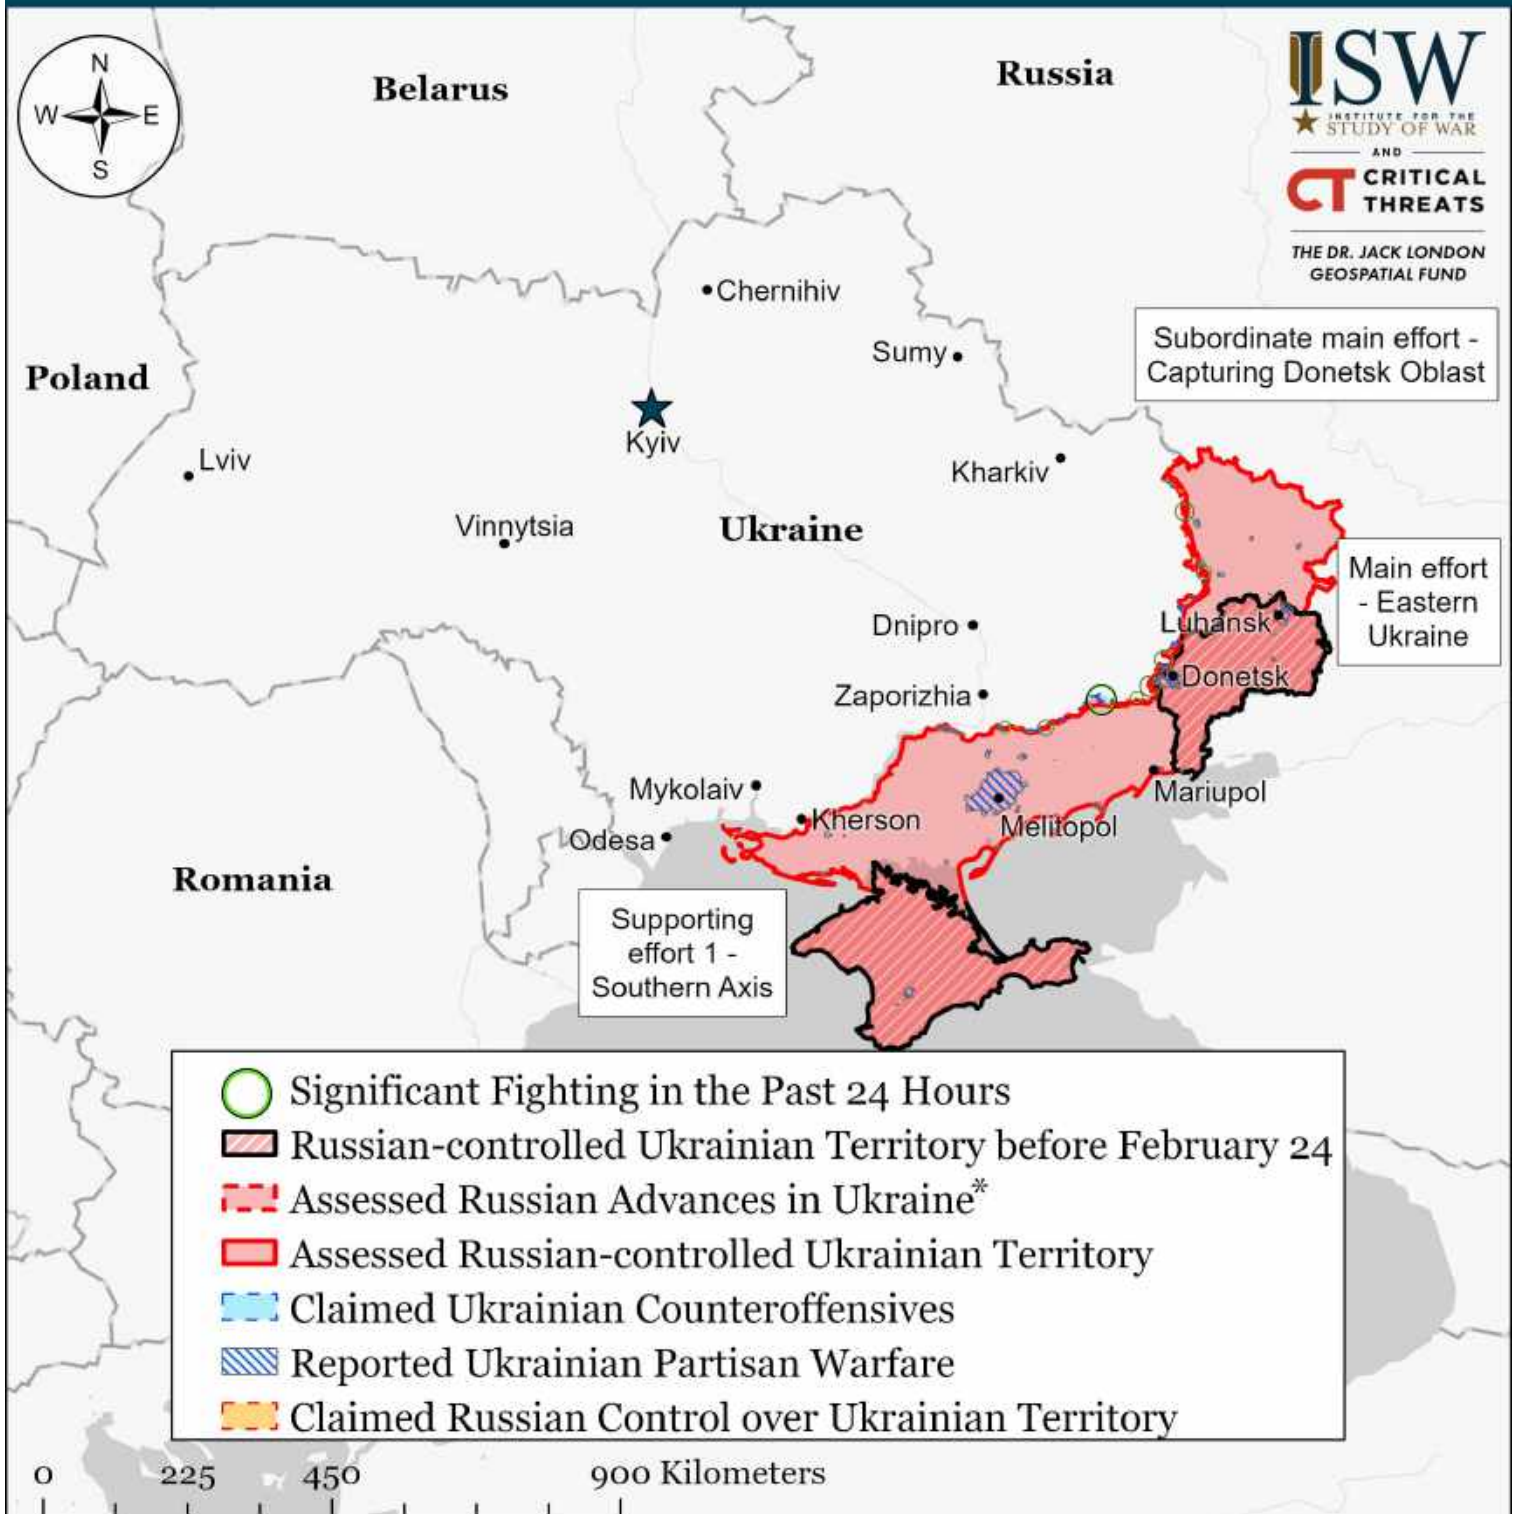 N
W
E
S
Belarus
Russia
ISW
INSTITUTE FOR THE
STUDY OF WAR
AND
CT CRITICAL
THREATS
THE DR. JACK LONDON
GEOSPATIAL FUND
Chernihiv
Subordinate main effort -
Capturing Donetsk Oblast
Sumy
Poland
Kyiv
Lviv
Kharkiv
Vinnytsia
Ukraine
Main effort
- Eastern
Ukraine
Dnipro
Luhansk
Donetsk
Zaporizhia
Mykolaiv
Mariupol
Kherson
Melitopol
Odesa
Romania
Supporting
effort 1 -
Southern Axis
Significant Fighting in the Past 24 Hours
Russian-controlled Ukrainian Territory before February 24
Assessed Russian Advances in Ukraine*
Assessed Russian-controlled Ukrainian Territory
Claimed Ukrainian Counteroffensives
Reported Ukrainian Partisan Warfare
Claimed Russian Control over Ukrainian Territory
0 225 450 900 Kilometers